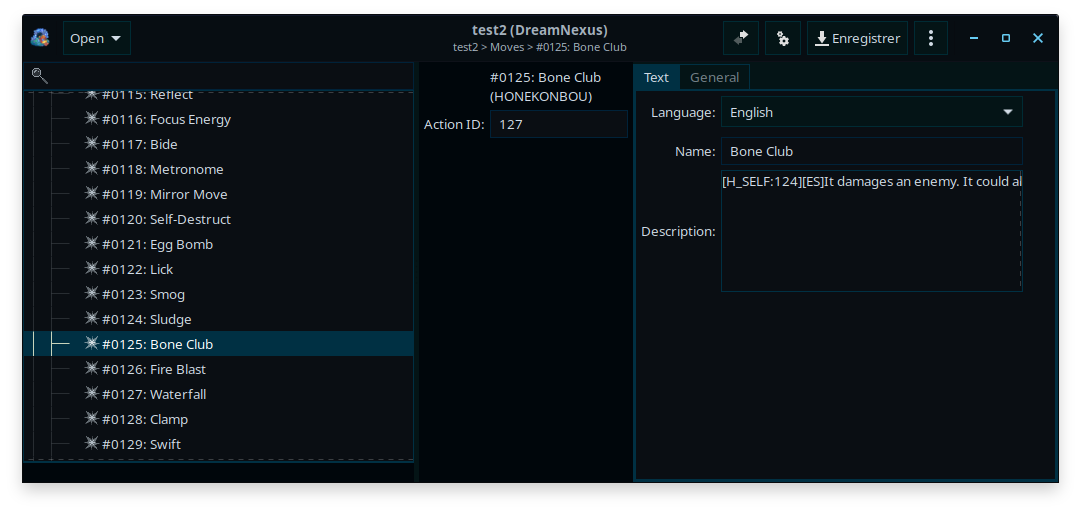 Open
test2 (DreamNexus)
test2 > Moves > #0125: Bone Club
Enregistrer
#0115: Reflect
#0116: Focus Energy
#0117: Bide
#0118: Metronome
#0119: Mirror Move
#0120: Self-Destruct
#0121: Egg Bomb
#0122: Lick
#0123: Smog
#0124: Sludge
#0125: Bone Club
#0126: Fire Blast
#0127: Waterfall
#0128: Clamp
#0129: Swift
#0125: Bone Club
(HONEKONBOU)
Action ID: 127
Text General
Language: English
Name: Bone Club
[H_SELF:124][ES]It damages an enemy. It could al
Description: